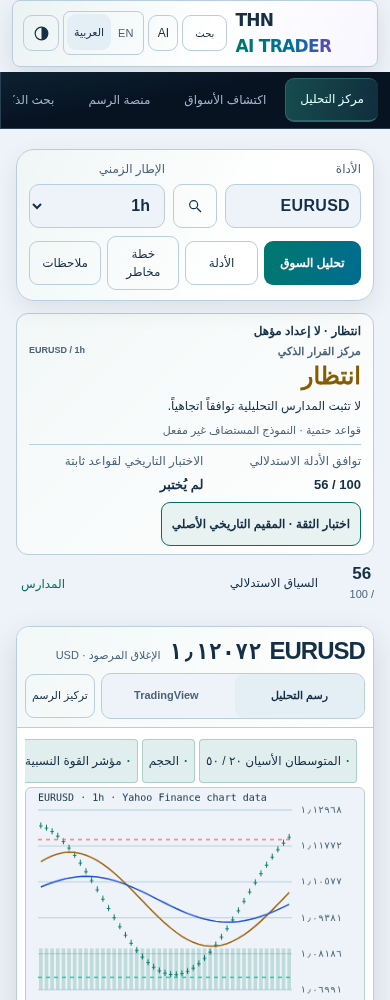 THN
AI TRADER
بحث
AI
EN
العربية
مركز التحليل
اكتشاف الأسواق
منصة الرسم
بحث
الأداة
الإطار الزمني
EURUSD
1h
تحليل السوق
الأدلة
خطة مخاطر
ملاحظات
انتظار · لا إعداد مؤهل
مركز القرار الذكي
EURUSD / 1h
انتظار
لا تثبت المدارس التحليلية توافقاً اتجاهياً.
قواعد حتمية · النموذج المستضاف غير مفعل
توافق الأدلة الاستدلالي
الاختبار التاريخي لقواعد ثابتة
56 / 100
لم يُختبر
اختبار الثقة · المقيم التاريخي الأصلي
56
/ 100
السياق الاستدلالي
المدارس
EURUSD ١٫١٢٠٧٢ الإغلاق المرصود · USD
رسم التحليل
TradingView
تركيز الرسم
· المتوسطان الأسيان ٢٠ / ٥٠
· الحجم
· مؤشر القوة النسبية
EURUSD · 1h · Yahoo Finance chart data
١٫١٢٩٦٨
١٫١١٧٧٢
١٫١٠٥٧٧
١٫٠٩٣٨١
١٫٠٨١٨٦
١٫٠٦٩٩١